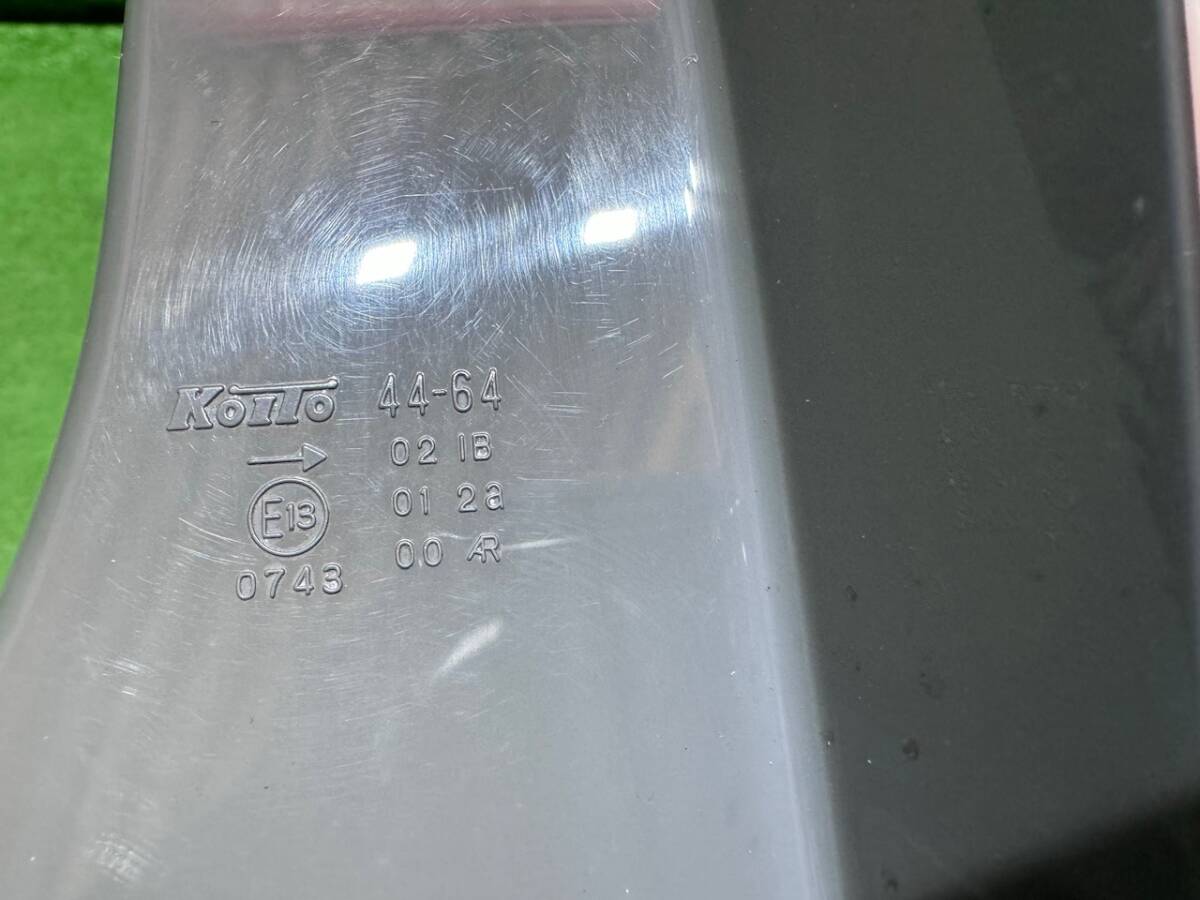 KOITO 44-64
→ 02 IB
E13 01 2a
0743 00 AR